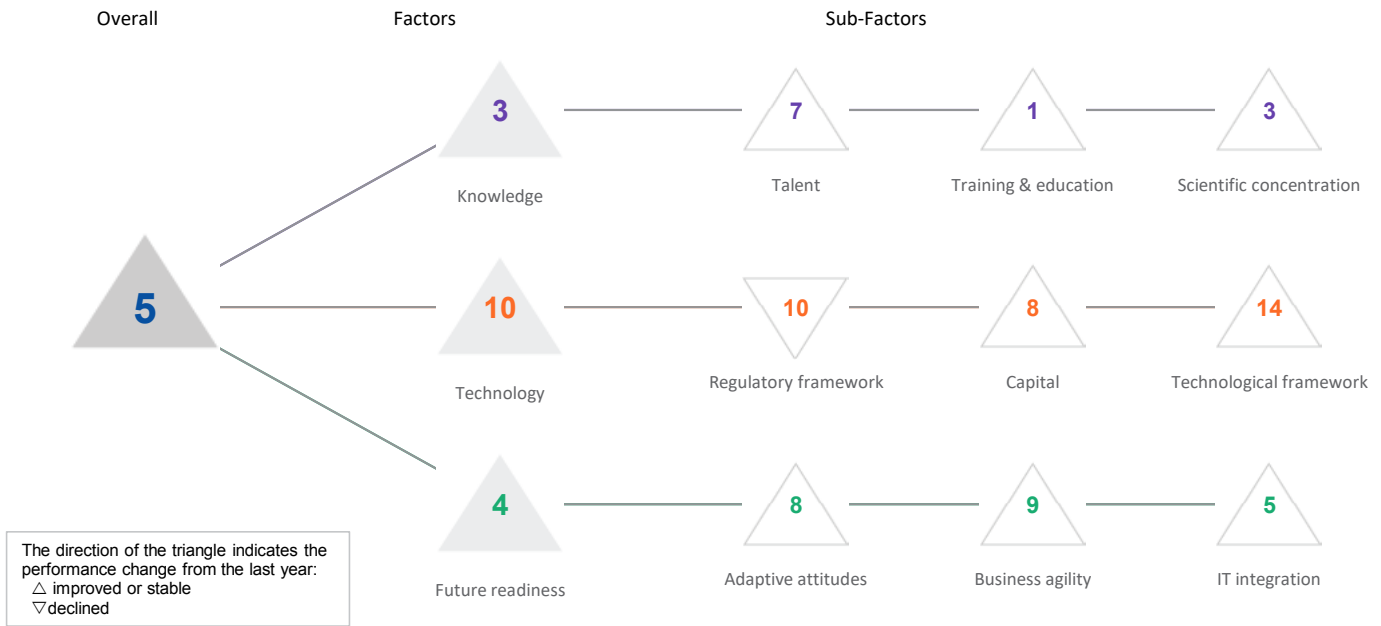 Overall
Factors
Sub-Factors
3
7
1
3
Knowledge
Talent
Training & education
Scientific concentration
5
10
10
8
14
Technology
Regulatory framework
Capital
Technological framework
4
8
9
5
Future readiness
Adaptive attitudes
Business agility
IT integration
The direction of the triangle indicates the
performance change from the last year:
△ improved or stable
▽declined